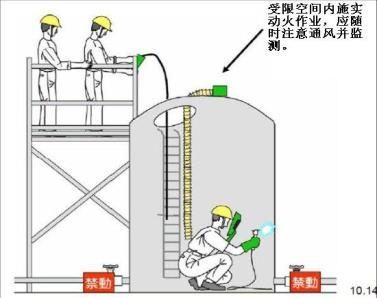 受限空间内施实
动火作业，应随
时注意通风并监
测。
禁動
禁動
10.14